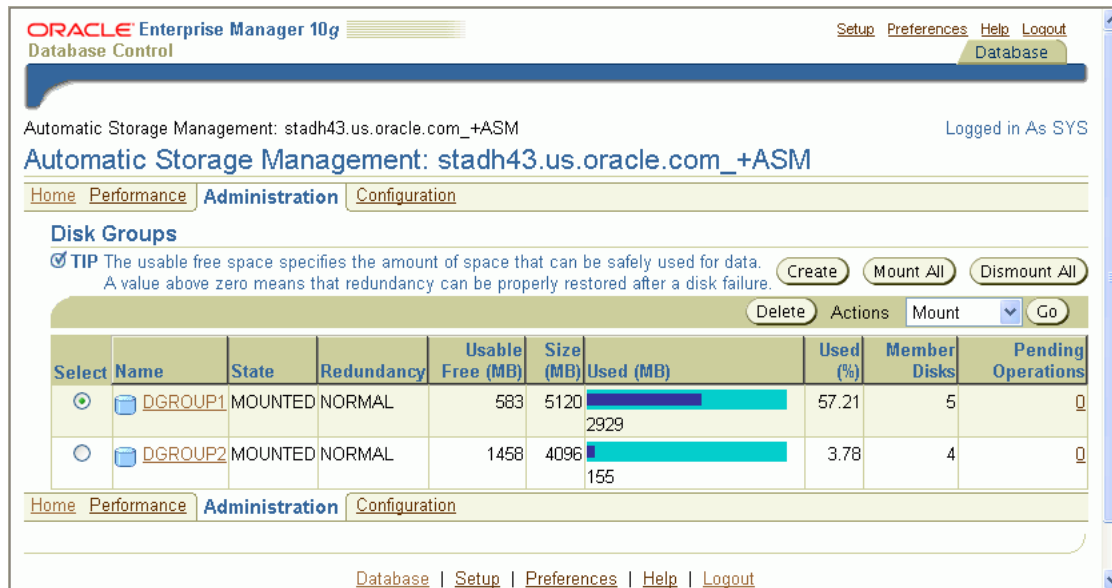 ORACLE Enterprise Manager 10g
Database Control
Setup Preferences Help Logout
Database
Automatic Storage Management: stadh43.us.oracle.com_+ASM
Logged in As SYS
Automatic Storage Management: stadh43.us.oracle.com_+ASM
Home Performance Administration Configuration
Disk Groups
TIP The usable free space specifies the amount of space that can be safely used for data.
A value above zero means that redundancy can be properly restored after a disk failure.
Create Mount All Dismount All
Delete Actions Mount Go
Select Name State Redundancy Usable Free (MB) Size (MB) Used (MB) Used (%) Member Disks Pending Operations
DGROUP1 MOUNTED NORMAL 583 5120 2929 57.21 5 0
DGROUP2 MOUNTED NORMAL 1458 4096 155 3.78 4 0
Home Performance Administration Configuration
Database | Setup | Preferences | Help | Logout